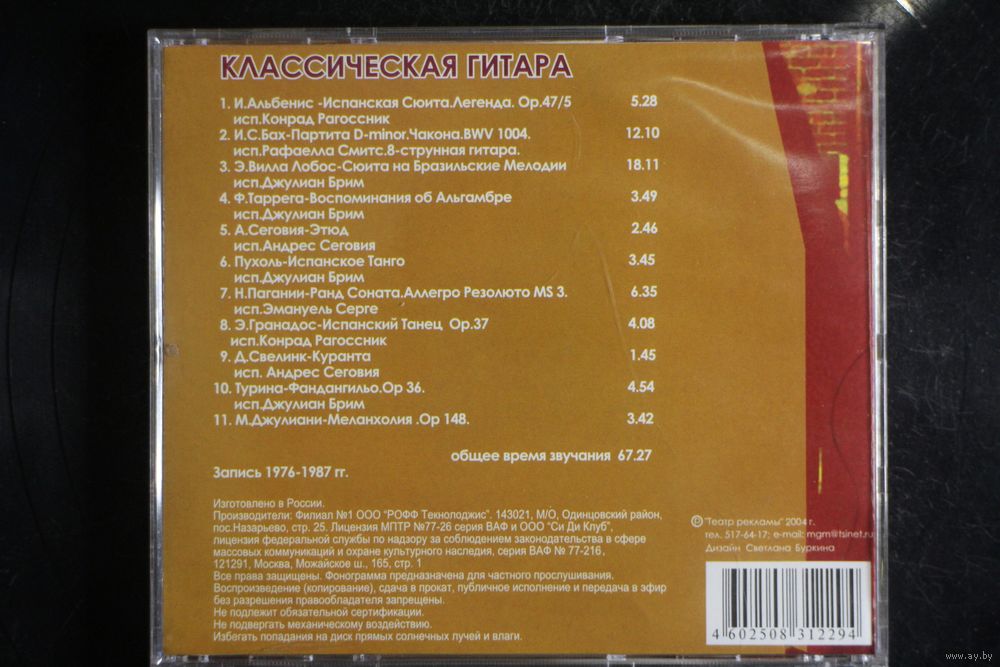 КЛАССИЧЕСКАЯ ГИТАРА
1. И.Альбенис -Испанская Сюита.Легенда. Op.47/5 5.28
исп.Конрад Рагоссник
2. И.С.Бах-Партита D-minor.Чакона.BWV 1004. 12.10
исп.Рафаелла Смитс.8-струнная гитара.
3. Э.Вилла Лобос-Сюита на Бразильские Мелодии 18.11
исп.Джулиан Брим
4. Ф.Таррега-Воспоминания об Альгамбре 3.49
исп.Джулиан Брим
5. А.Сеговия-Этюд 2.46
исп.Андрес Сеговия
6. Пухоль-Испанское Танго 3.45
исп.Джулиан Брим
7. Н.Пагании-Ранд Соната.Аллегро Резолюто MS 3. 6.35
исп.Эмануель Серге
8. Э.Гранадос-Испанский Танец Op.37 4.08
исп.Конрад Рагоссник
9. Д.Свелинк-Куранта 1.45
исп. Андрес Сеговия
10. Турина-Фандангильо.Op 36. 4.54
исп.Джулиан Брим
11. М.Джулиани-Меланхолия .Op 148. 3.42
общее время звучания 67.27
Запись 1976-1987 гг.
Изготовлено в России.
Производители: Филиал №1 ООО "РОФФ Текнолоджис". 143021, М/О, Одинцовский район,
пос.Назарьево, стр. 25. Лицензия МПТР №77-26 серия ВАФ и ООО "Си Ди Клуб",
лицензия федеральной службы по надзору за соблюдением законодательства в сфере
массовых коммуникаций и охране культурного наследия, серия ВАФ № 77-216,
121291, Москва, Можайское ш., 165, стр. 1
Все права защищены. Фонограмма предназначена для частного прослушивания.
Воспроизведение (копирование), сдача в прокат, публичное исполнение и передача в эфир
без разрешения правообладателя запрещены.
Не подлежит обязательной сертификации.
Не подвергать механическому воздействию.
Избегать попадания на диск прямых солнечных лучей и влаги.
℗ "Театр рекламы" 2004 г.
тел. 517-64-17; e-mail: mgm@tsinet.ru
Дизайн Светлана Буркина
4 602508 312294
www.ay.by